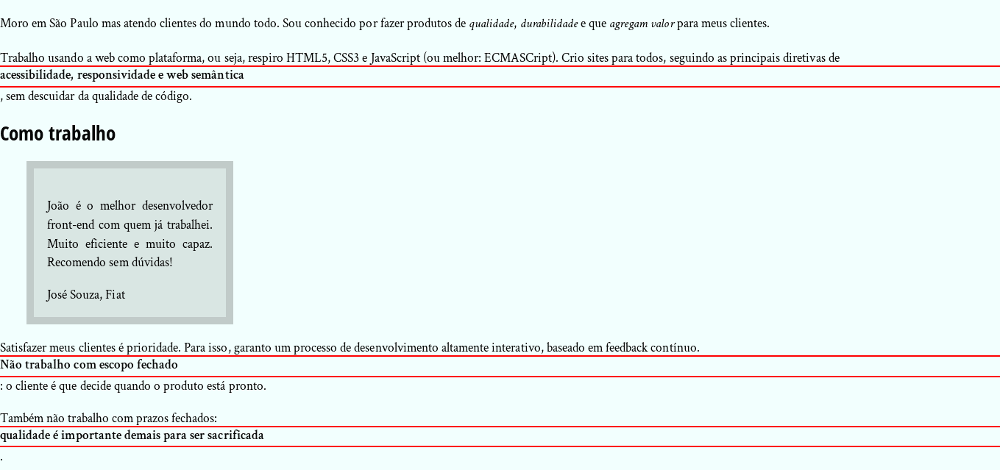 Moro em São Paulo mas atendo clientes do mundo todo. Sou conhecido por fazer produtos de qualidade, durabilidade e que agregam valor para meus clientes.
Trabalho usando a web como plataforma, ou seja, respiro HTML5, CSS3 e JavaScript (ou melhor: ECMASCript). Crio sites para todos, seguindo as principais diretivas de
acessibilidade, responsividade e web semântica
, sem descuidar da qualidade de código.
Como trabalho
João é o melhor desenvolvedor
front-end com quem já trabalhei.
Muito eficiente e muito capaz.
Recomendo sem dúvidas!
José Souza, Fiat
Satisfazer meus clientes é prioridade. Para isso, garanto um processo de desenvolvimento altamente interativo, baseado em feedback contínuo.
Não trabalho com escopo fechado
: o cliente é que decide quando o produto está pronto.
Também não trabalho com prazos fechados:
qualidade é importante demais para ser sacrificada
.